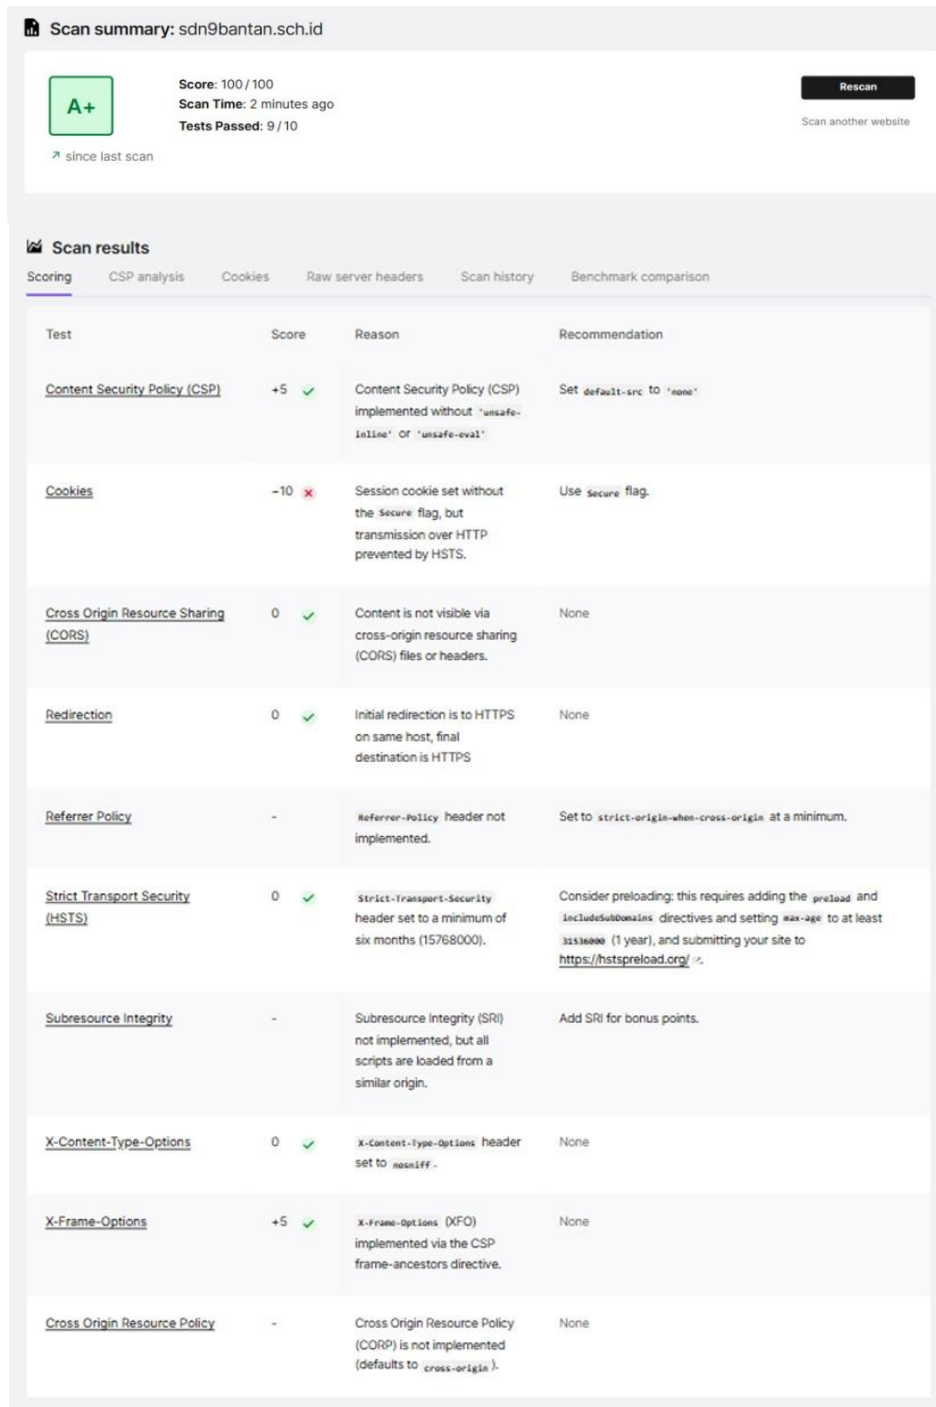 Scan summary: sdn9bantan.sch.id
A+
Score: 100 / 100
Scan Time: 2 minutes ago
Tests Passed: 9 / 10
Rescan
Scan another website
↗ since last scan
Scan results
Scoring CSP analysis Cookies Raw server headers Scan history Benchmark comparison
Test Score Reason Recommendation
Content Security Policy (CSP) +5 Content Security Policy (CSP) Set default-src to 'none'
implemented without 'unsafe-
inline' or 'unsafe-eval'
Cookies -10 Session cookie set without Use Secure flag.
the Secure flag, but
transmission over HTTP
prevented by HSTS.
Cross Origin Resource Sharing 0 Content is not visible via None
(CORS) cross-origin resource sharing
(CORS) files or headers.
Redirection 0 Initial redirection is to HTTPS None
on same host, final
destination is HTTPS
Referrer Policy - Referrer-Policy header not Set to strict-origin-when-cross-origin at a minimum.
implemented.
Strict Transport Security 0 Strict-Transport-Security Consider preloading: this requires adding the preload and
(HSTS) header set to a minimum of includeSubDomains directives and setting max-age to at least
six months (15768000). 31536000 (1 year), and submitting your site to
https://hstspreload.org/ .
Subresource Integrity - Subresource Integrity (SRI) Add SRI for bonus points.
not implemented, but all
scripts are loaded from a
similar origin.
X-Content-Type-Options 0 X-Content-Type-Options header None
set to nosniff.
X-Frame-Options +5 X-Frame-Options (XFO) None
implemented via the CSP
frame-ancestors directive.
Cross Origin Resource Policy - Cross Origin Resource Policy None
(CORP) is not implemented
(defaults to cross-origin).